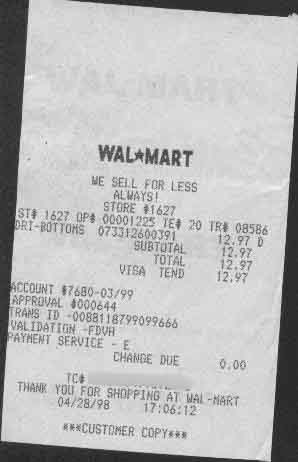 WAL★MART
WE SELL FOR LESS
ALWAYS!
STORE #1627
ST# 1627 OP# 00001225 TE# 20 TR# 08586
DRI-BOTTOMS 073312600391 12.97 D
SUBTOTAL 12.97
TOTAL 12.97
VISA TEND 12.97
ACCOUNT #7680-03/99
APPROVAL #000644
TRANS ID -0088118799099666
VALIDATION -FDVH
PAYMENT SERVICE - E
CHANGE DUE 0.00
TC#
THANK YOU FOR SHOPPING AT WAL-MART
04/28/98 17:06:12
***CUSTOMER COPY***